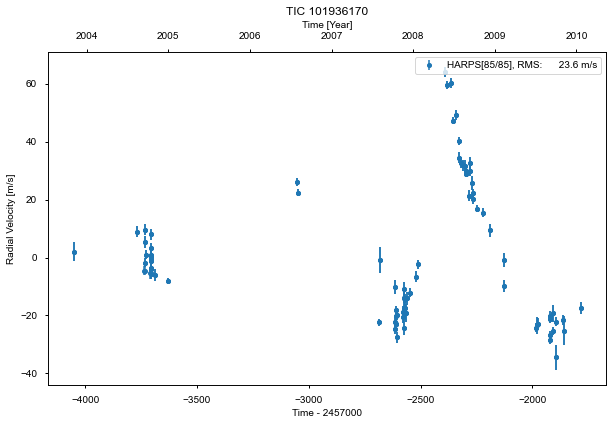 TIC 101936170
Time [Year]
2004 2005 2006 2007 2008 2009 2010
HARPS[85/85], RMS: 23.6 m/s
60
40
20
0
−20
−40
Radial Velocity [m/s]
−4000 −3500 −3000 −2500 −2000
Time - 2457000